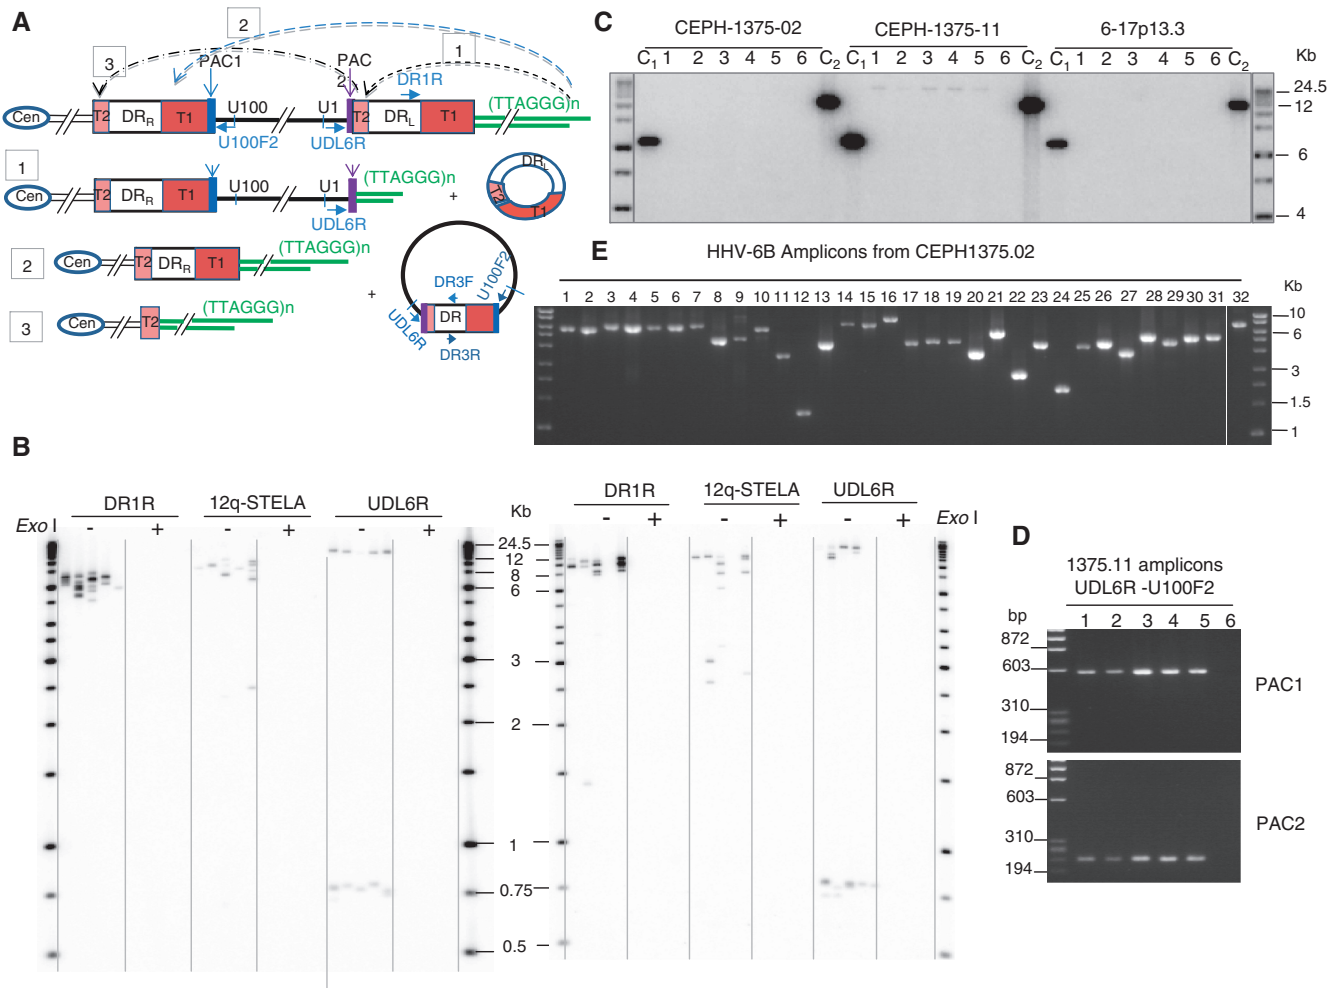 A
2
3
1
PAC1
PAC
2
DR1R
(TTAGGG)n
Cen
T2
DRR
T1
U100
U1
T2
DRL
T1
U100F2
UDL6R
1
Cen
T2
DRR
T1
U100
U1
(TTAGGG)n
UDL6R
+
DRL
T2
T1
2
Cen
T2
DRR
T1
(TTAGGG)n
+
DR3F
U100F2
UDL6R
DR
DR3R
3
Cen
T2
(TTAGGG)n
C
CEPH-1375-02
CEPH-1375-11
6-17p13.3
C1 1 2 3 4 5 6 C2 1 2 3 4 5 6 C2 C1 1 2 3 4 5 6 C2
Kb
24.5
12
6
4
E
HHV-6B Amplicons from CEPH1375.02
1 2 3 4 5 6 7 8 9 10 11 12 13 14 15 16 17 18 19 20 21 22 23 24 25 26 27 28 29 30 31 32
Kb
10
6
3
1.5
1
B
DR1R
12q-STELA
UDL6R
Exo I
- + - + - +
Kb
24.5
12
8
6
3
2
1
0.75
0.5
DR1R
12q-STELA
UDL6R
- + - + - +
Exo I
D
1375.11 amplicons
UDL6R -U100F2
bp
1 2 3 4 5 6
872
603
310
194
PAC1
872
603
310
194
PAC2